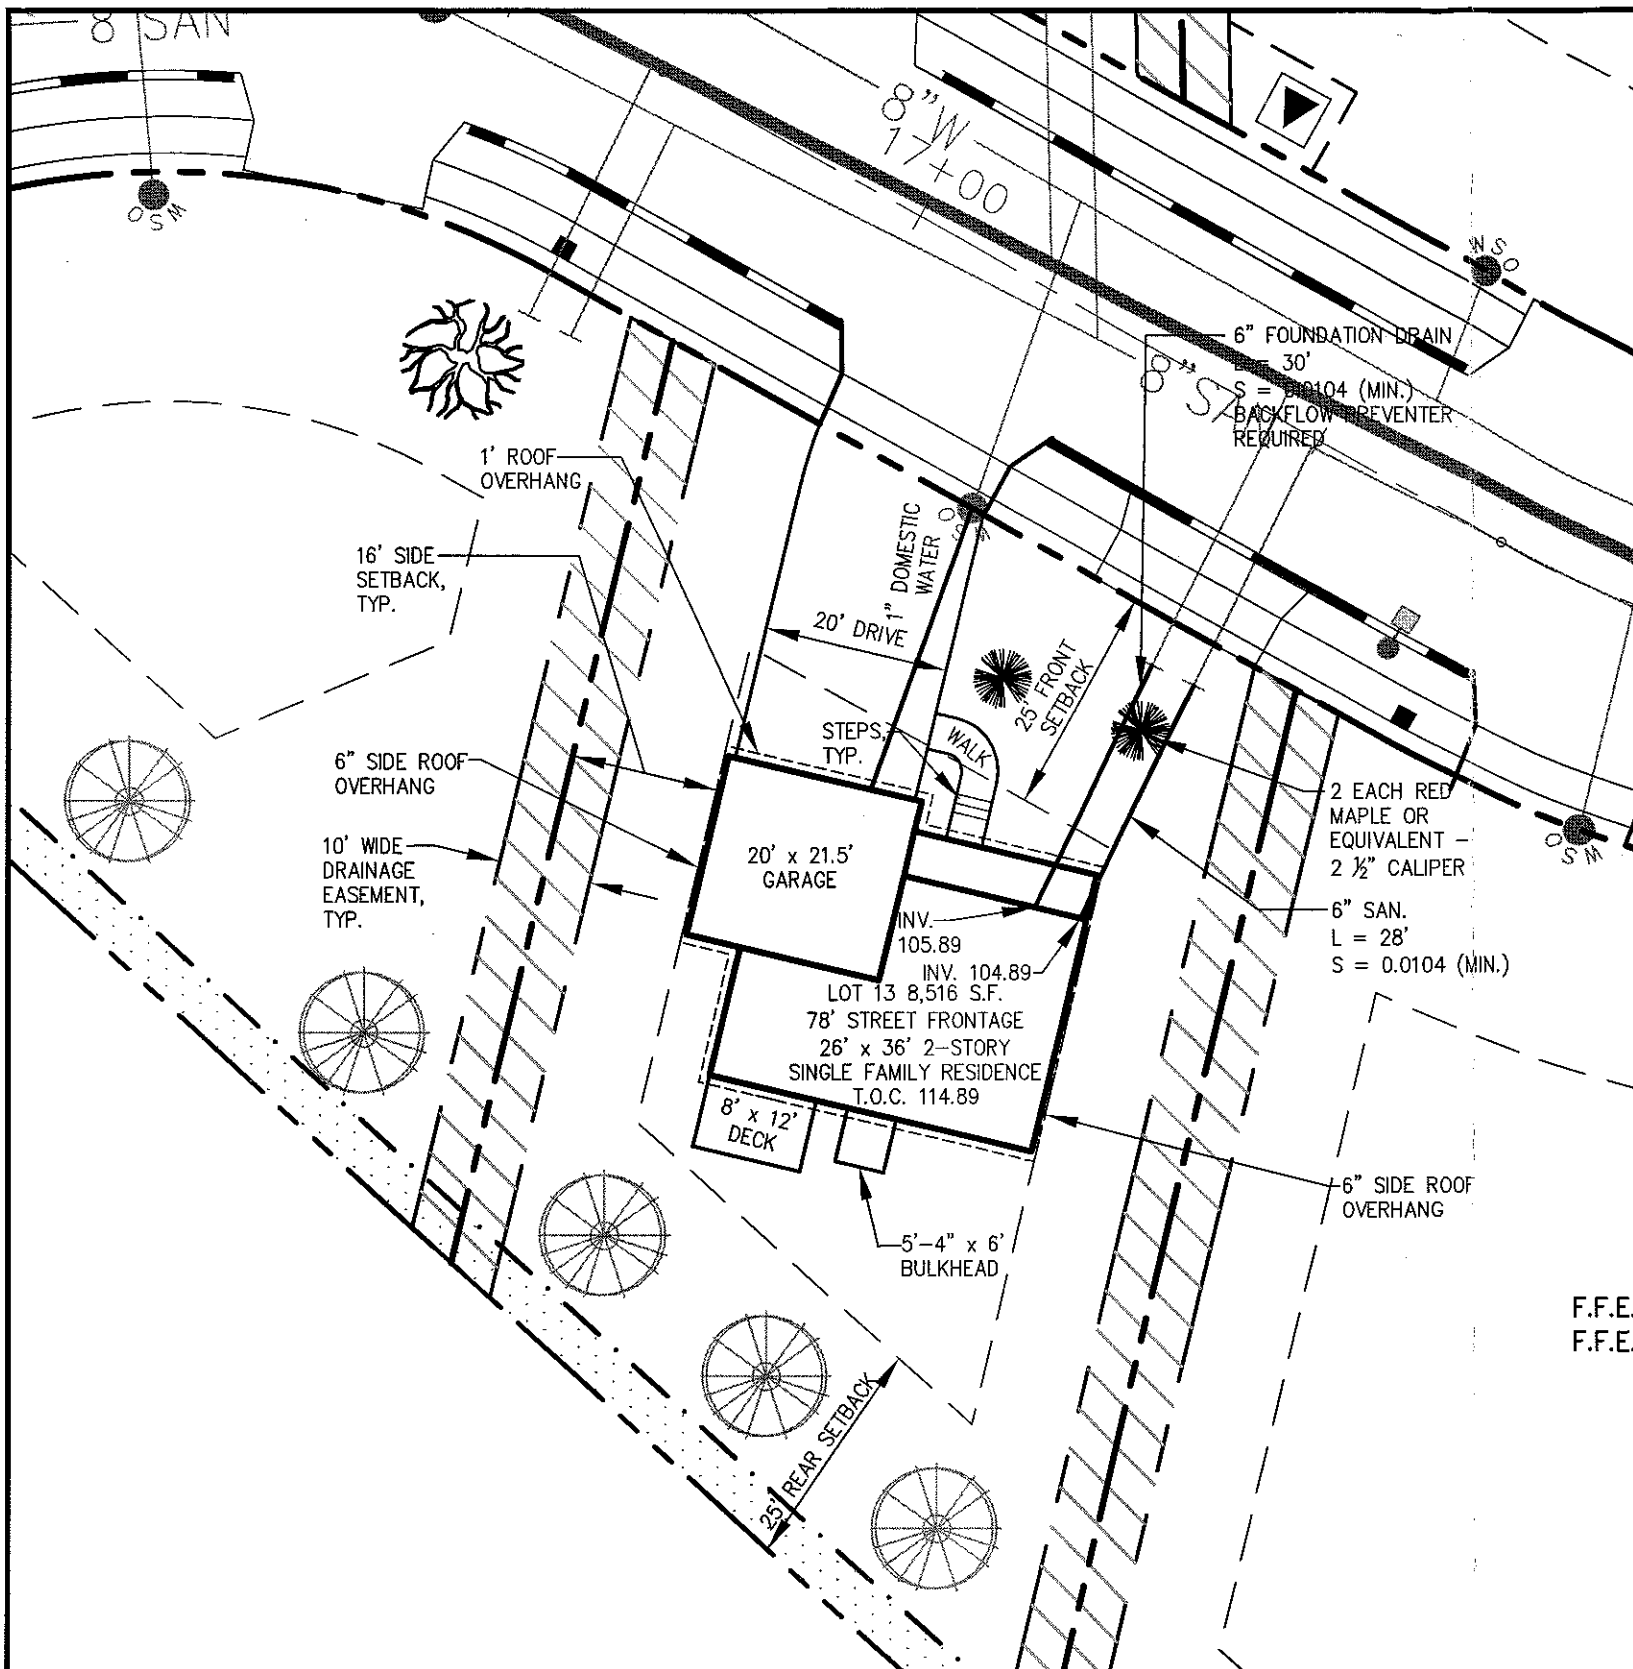 8 SAN
8"W
17+00
OSM
WSO
6" FOUNDATION DRAIN
30'
S = 0.0104 (MIN.)
BACKFLOW PREVENTER
REQUIRED
8"
1' ROOF
OVERHANG
1" DOMESTIC
WATER
16' SIDE
SETBACK,
TYP.
20' DRIVE
25' FRONT
SETBACK
STEPS,
TYP.
WALK
6" SIDE ROOF
OVERHANG
2 EACH RED
MAPLE OR
EQUIVALENT –
2 ½" CALIPER
OSM
10' WIDE
DRAINAGE
EASEMENT,
TYP.
20' x 21.5'
GARAGE
INV.
105.89
6" SAN.
L = 28'
S = 0.0104 (MIN.)
INV. 104.89
LOT 13 8,516 S.F.
78' STREET FRONTAGE
26' x 36' 2–STORY
SINGLE FAMILY RESIDENCE
T.O.C. 114.89
8' x 12'
DECK
6" SIDE ROOF
OVERHANG
5'–4" x 6'
BULKHEAD
F.F.E.
F.F.E.
25' REAR SETBACK